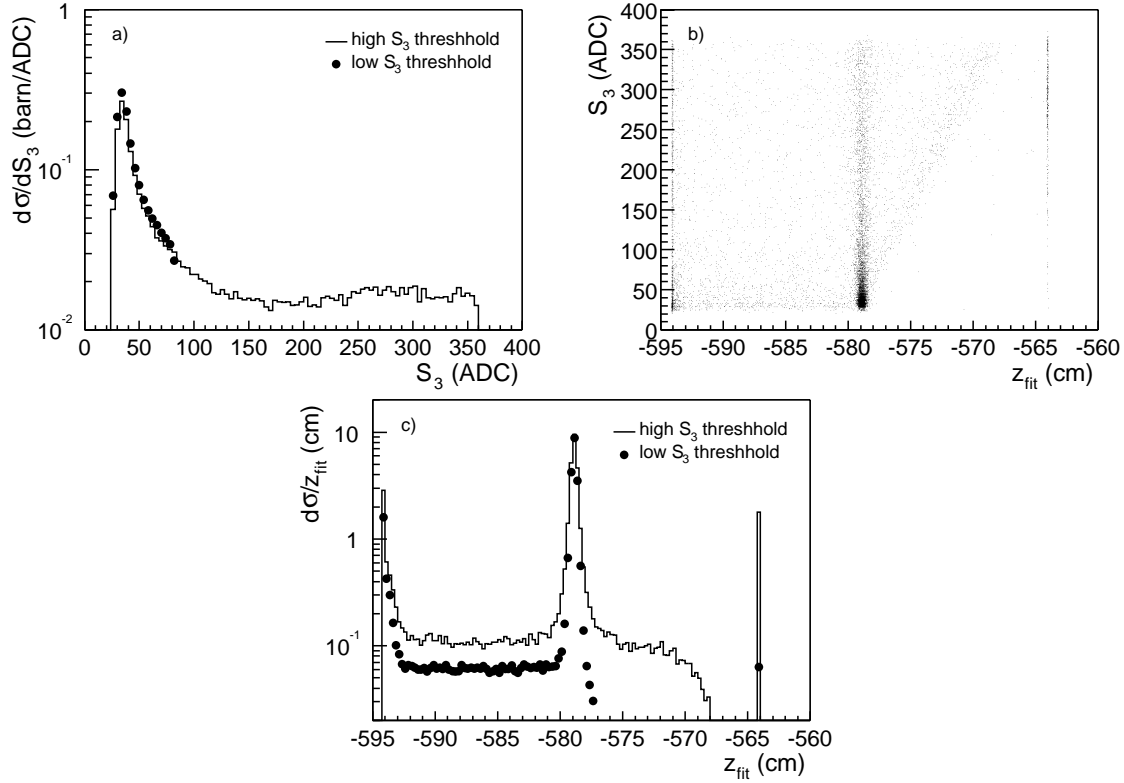 a)
high S3 threshhold
low S3 threshhold
dσ/dS3 (barn/ADC)
1
10-1
10-2
0 50 100 150 200 250 300 350 400
S3 (ADC)
b)
S3 (ADC)
400
350
300
250
200
150
100
50
0
-595 -590 -585 -580 -575 -570 -565 -560
zfit (cm)
c)
high S3 threshhold
low S3 threshhold
dσ/zfit (cm)
10
1
10-1
-595 -590 -585 -580 -575 -570 -565 -560
zfit (cm)